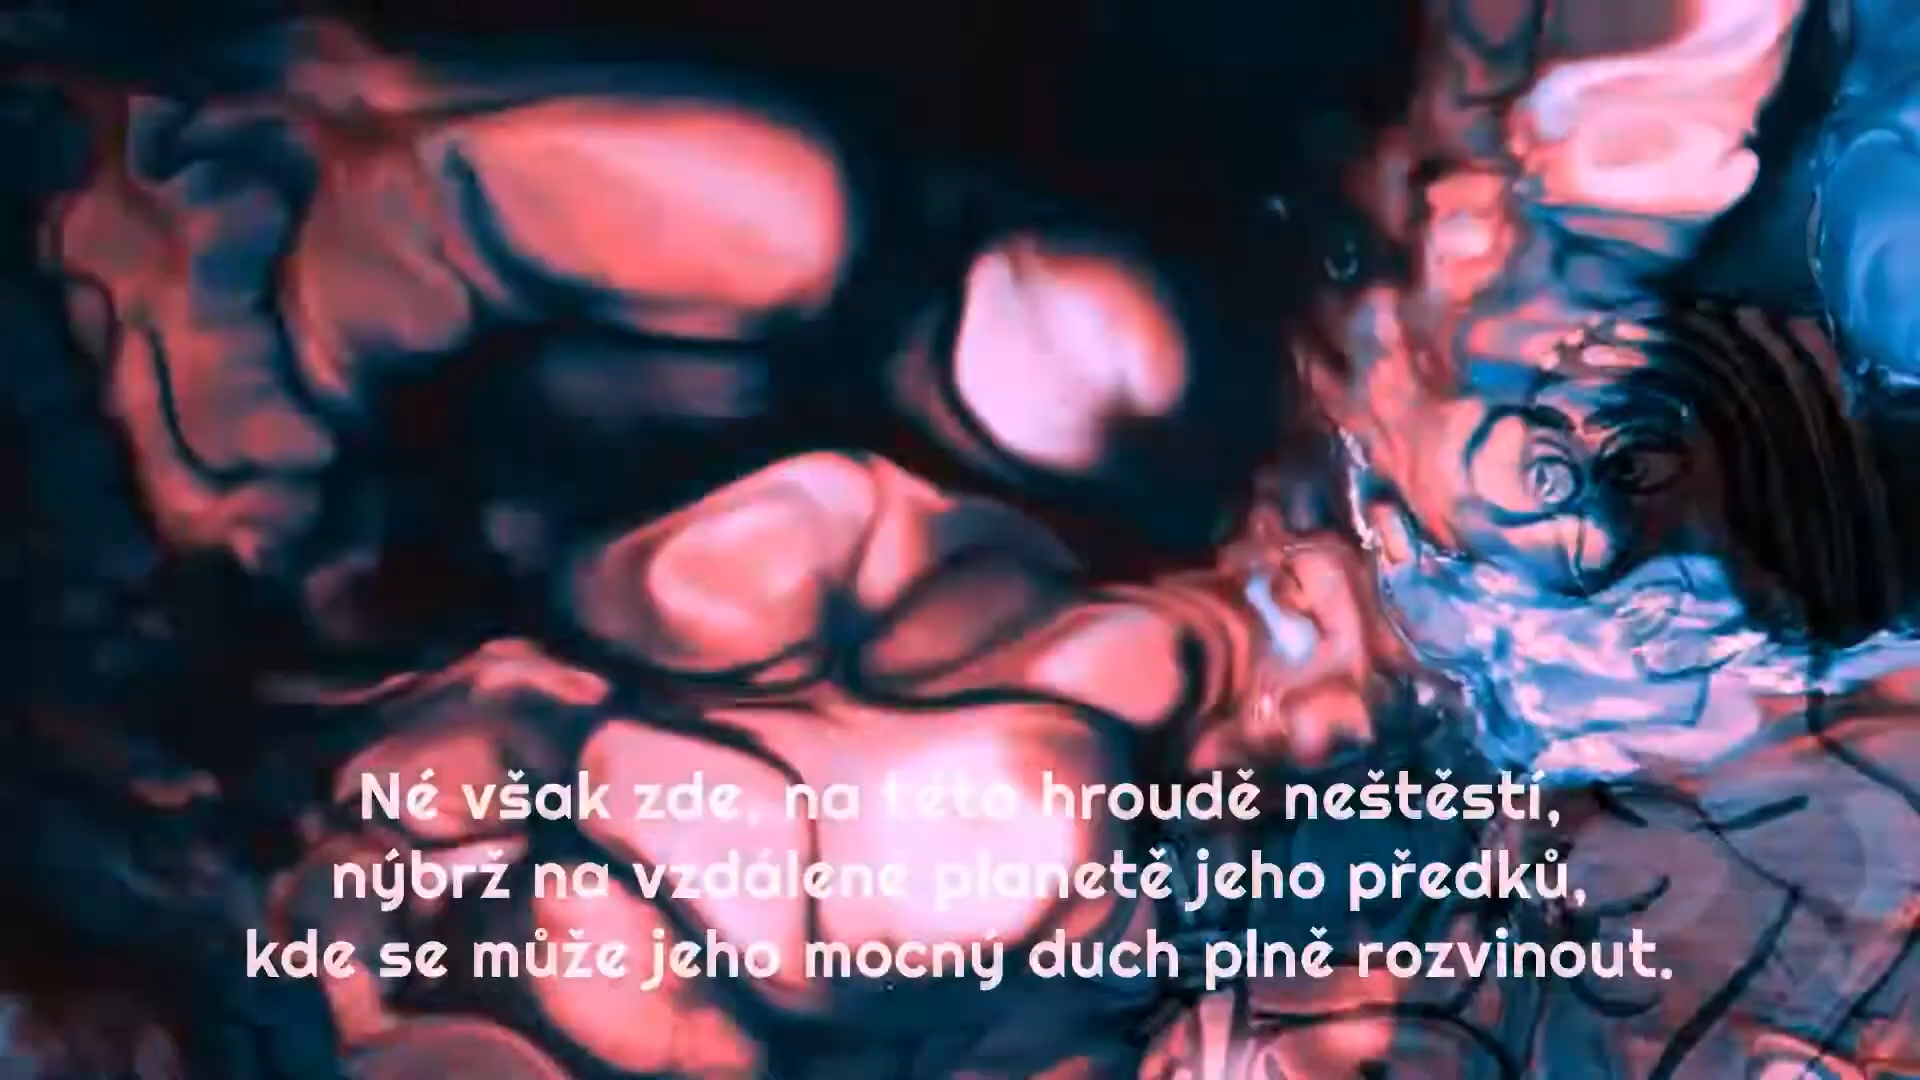 Né však zde, na této hroudě neštěstí,
nýbrž na vzdálené planetě jeho předků,
kde se může jeho mocný duch plně rozvinout.